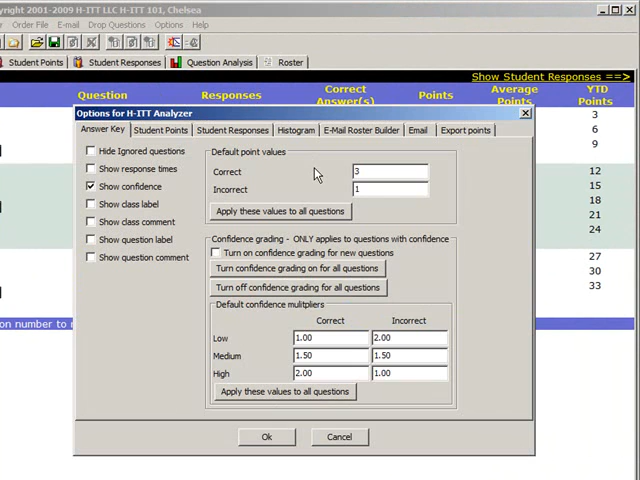 pyright 2001-2009 H-ITT LLC H-ITT 101, Chelsea
Order File E-mail Drop Questions Options Help
Student Points Student Responses Question Analysis Roster
Show Student Responses ==>
Question Responses Correct Answer(s) Points Average Points YTD Points
3
6
9
12
15
18
21
24
27
30
33
on number to
Options for H-ITT Analyzer
Answer Key Student Points Student Responses Histogram E-Mail Roster Builder Email Export points
Hide Ignored questions
Show response times
Show confidence
Show class label
Show class comment
Show question label
Show question comment
Default point values
Correct 3
Incorrect 1
Apply these values to all questions
Confidence grading - ONLY applies to questions with confidence
Turn on confidence grading for new questions
Turn confidence grading on for all questions
Turn off confidence grading for all questions
Default confidence mulitpliers
Correct Incorrect
Low 1.00 2.00
Medium 1.50 1.50
High 2.00 1.00
Apply these values to all questions
Ok Cancel